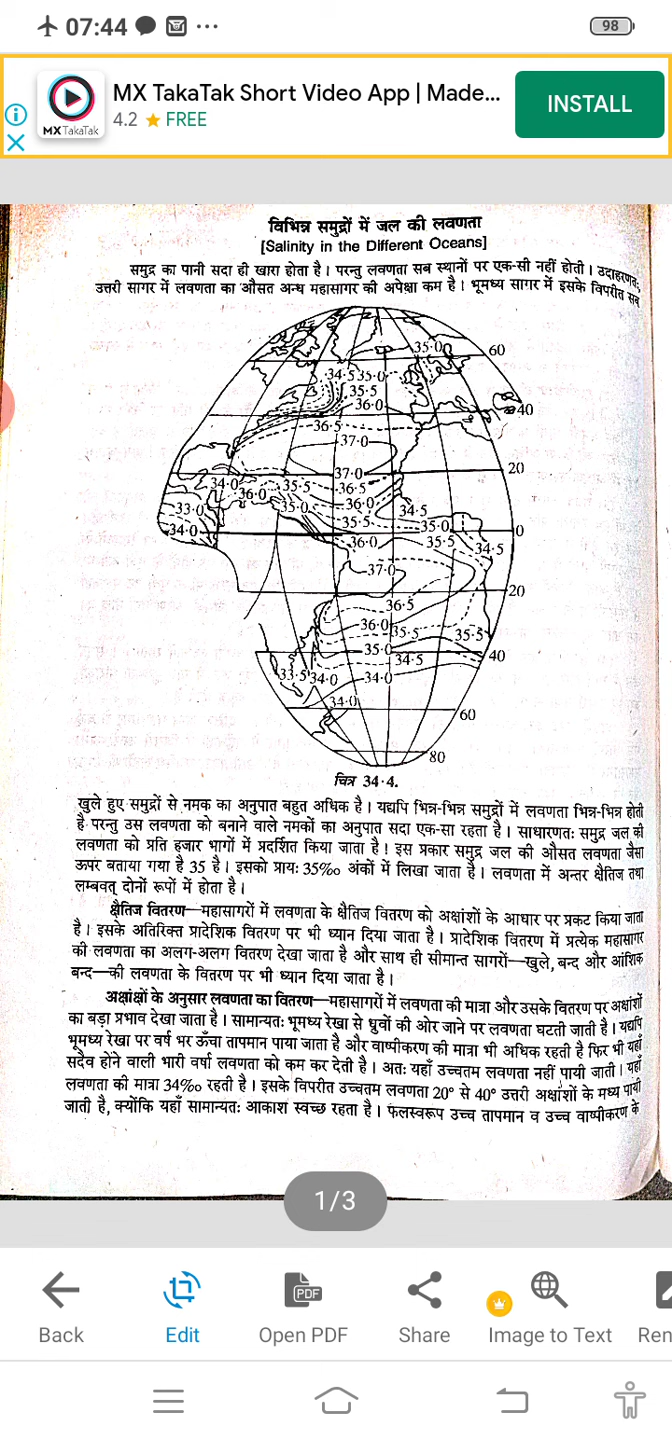 07:44
98
MX TakaTak Short Video App | Made...
4.2 ★ FREE
INSTALL
MX TakaTak
विभिन्न समुद्रों में जल की लवणता
[Salinity in the Different Oceans]
समुद्र का पानी सदा ही खारा होता है। परन्तु लवणता सब स्थानों पर एक-सी नहीं होती। उदाहरणतः,
उत्तरी सागर में लवणता का औसत अन्ध महासागर की अपेक्षा कम है। भूमध्य सागर में इसके विपरीत सब
35·0
60
34·5 35·0
35·5
36·0
40
36·5
37·0
37·0
20
34·0
36·0
35·5
36·5
33·0
35·0
36·0
34·5
34·0
35·5
35·0
0
36·0
35·5
34·5
37·0
20
36·5
36·0
35·5
35·5
35·0
34·5
40
33·5 34·0
34·0
34·0
60
80
चित्र 34·4.
खुले हुए समुद्रों से नमक का अनुपात बहुत अधिक है। यद्यपि भिन्न-भिन्न समुद्रों में लवणता भिन्न-भिन्न होती
है परन्तु उस लवणता को बनाने वाले नमकों का अनुपात सदा एक-सा रहता है। साधारणतः समुद्र जल की
लवणता को प्रति हजार भागों में प्रदर्शित किया जाता है! इस प्रकार समुद्र जल की औसत लवणता जैसा
ऊपर बताया गया है 35 है। इसको प्रायः 35‰ अंकों में लिखा जाता है। लवणता में अन्तर क्षैतिज तथा
लम्बवत् दोनों रूपों में होता है।
क्षैतिज वितरण—महासागरों में लवणता के क्षैतिज वितरण को अक्षांशों के आधार पर प्रकट किया जाता
है। इसके अतिरिक्त प्रादेशिक वितरण पर भी ध्यान दिया जाता है। प्रादेशिक वितरण में प्रत्येक महासागर
की लवणता का अलग-अलग वितरण देखा जाता है और साथ ही सीमान्त सागरों—खुले, बन्द और आंशिक
बन्द—की लवणता के वितरण पर भी ध्यान दिया जाता है।
अक्षांक्षों के अनुसार लवणता का वितरण—महासागरों में लवणता की मात्रा और उसके वितरण पर अक्षांशों
का बड़ा प्रभाव देखा जाता है। सामान्यतः भूमध्य रेखा से ध्रुवों की ओर जाने पर लवणता घटती जाती है। यद्यपि
भूमध्य रेखा पर वर्ष भर ऊँचा तापमान पाया जाता है और वाष्पीकरण की मात्रा भी अधिक रहती है फिर भी यहाँ
सदैव होने वाली भारी वर्षा लवणता को कम कर देती है। अतः यहाँ उच्चतम लवणता नहीं पायी जाती। यहाँ
लवणता की मात्रा 34‰ रहती है। इसके विपरीत उच्चतम लवणता 20° से 40° उत्तरी अक्षांशों के मध्य पायी
जाती है, क्योंकि यहाँ सामान्यतः आकाश स्वच्छ रहता है। फलस्वरूप उच्च तापमान व उच्च वाष्पीकरण के
1/3
Back
Edit
PDF
Open PDF
Share
Image to Text
Ren